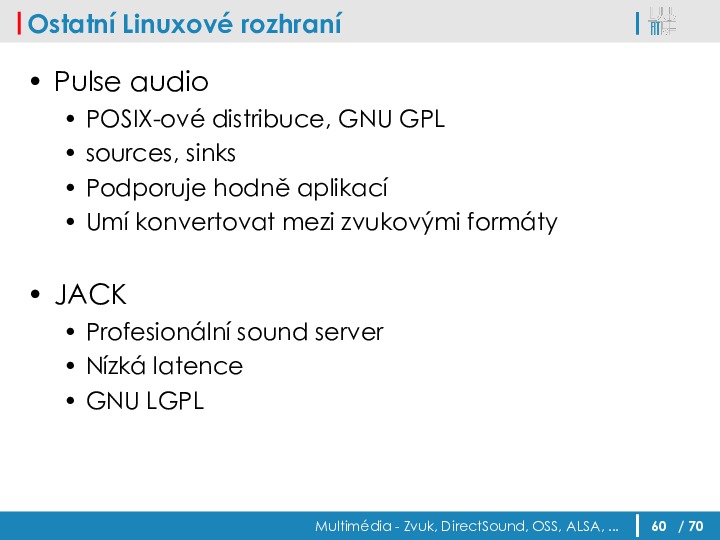 Ostatní Linuxové rozhraní
• Pulse audio
• POSIX-ové distribuce, GNU GPL
• sources, sinks
• Podporuje hodně aplikací
• Umí konvertovat mezi zvukovými formáty
• JACK
• Profesionální sound server
• Nízká latence
• GNU LGPL
Multimédia - Zvuk, DirectSound, OSS, ALSA, ... 60 / 70